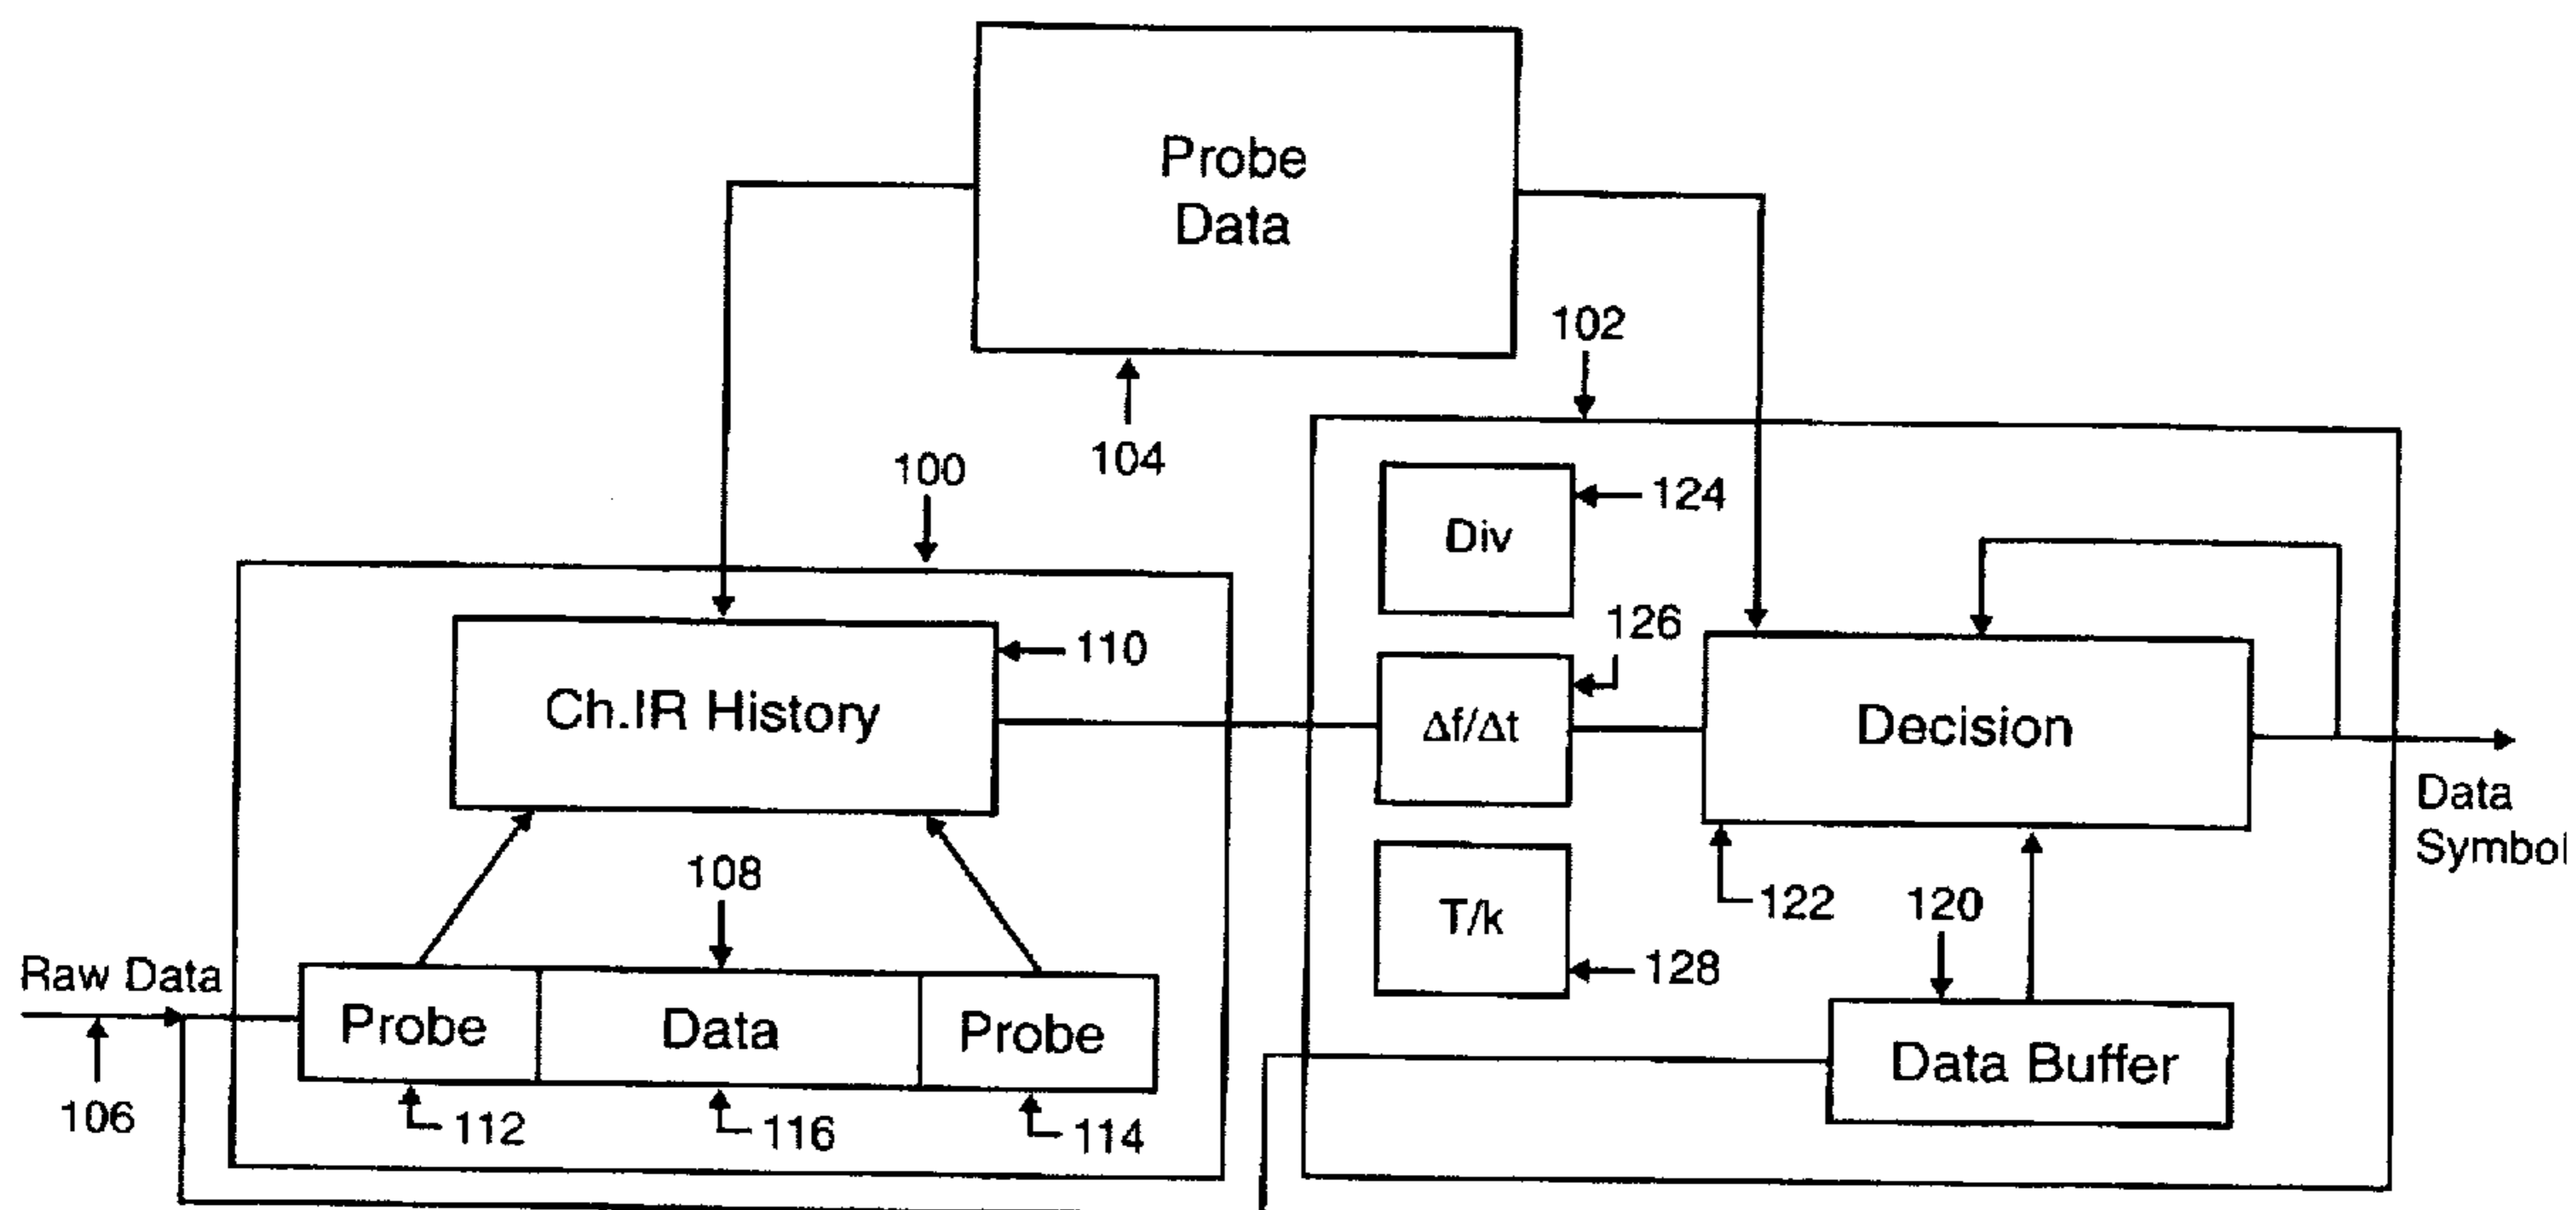 Probe
Data
102
104
100
124
Div
126
110
Ch.IR History
Δf/Δt
Decision
Data
Symbol
108
122
120
T/k
128
Raw Data
Probe
Data
Probe
Data Buffer
106
112
116
114